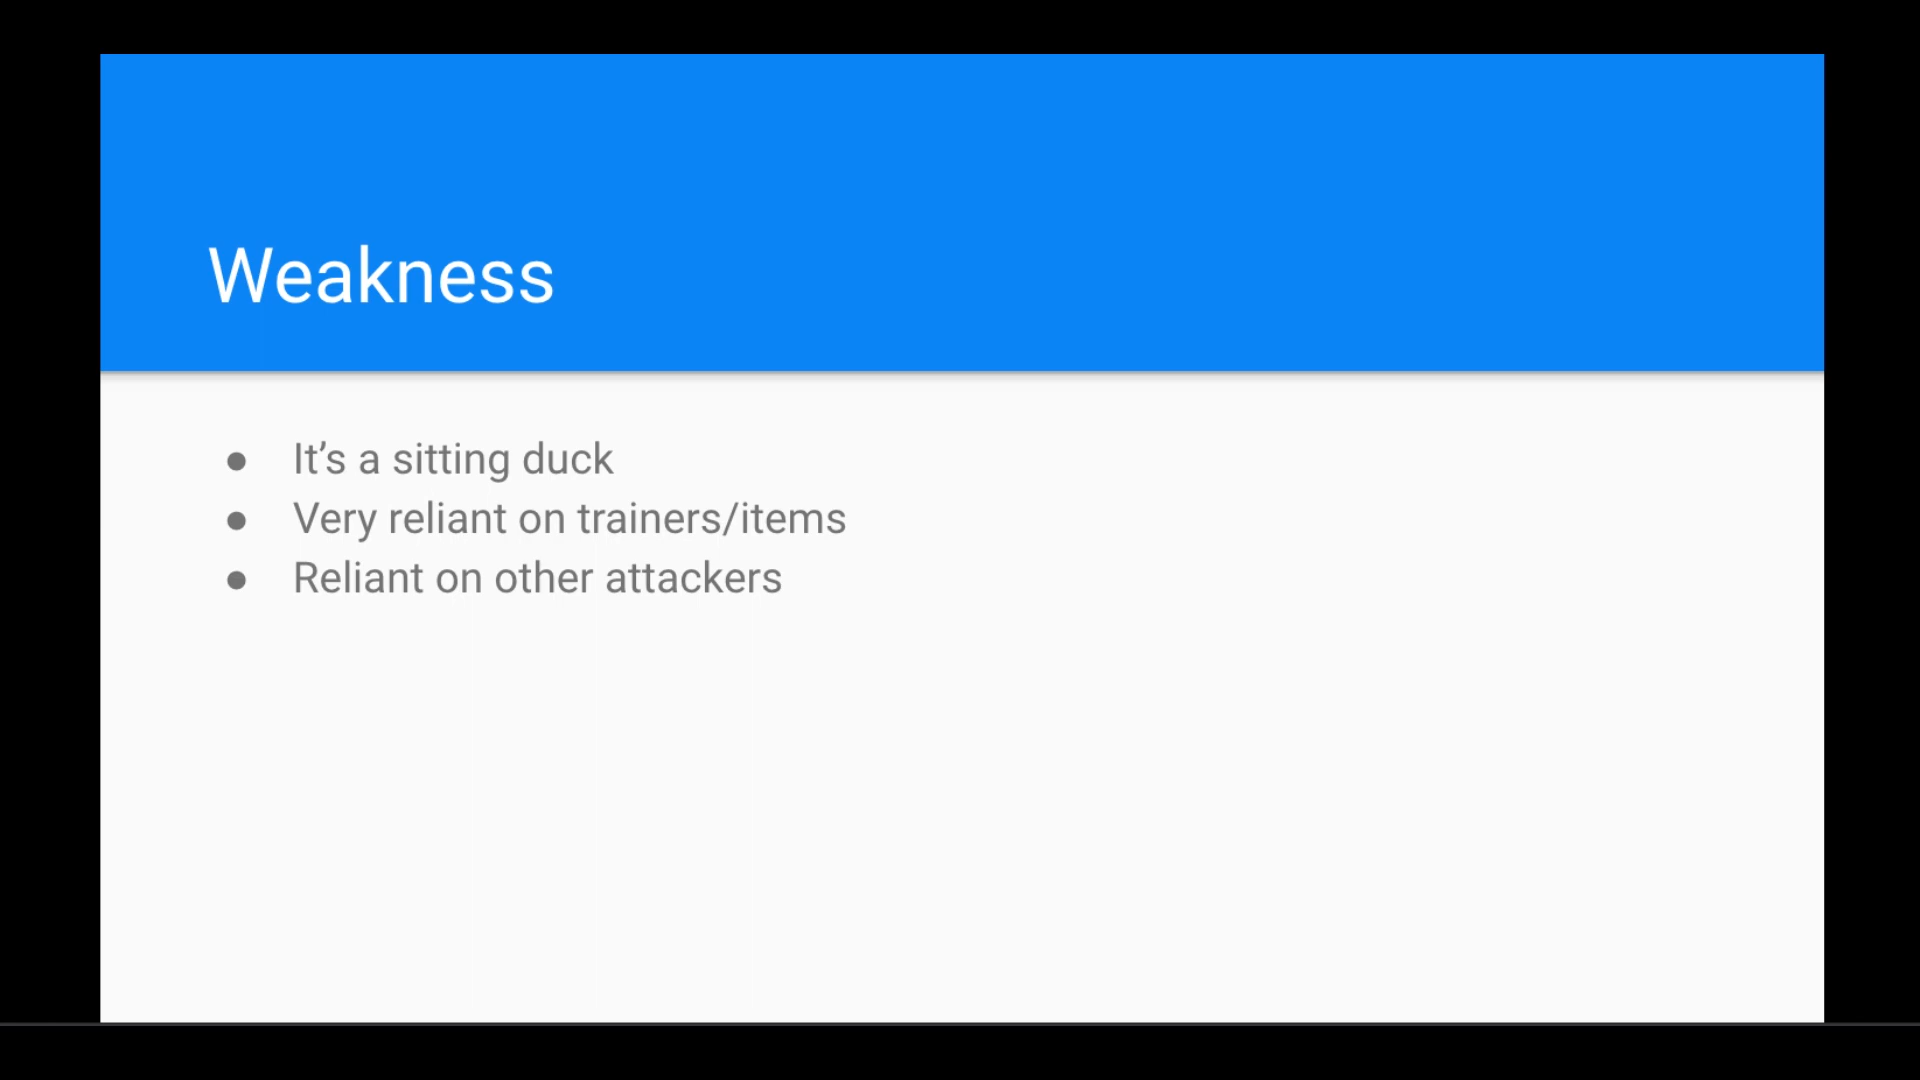 Weakness
● It’s a sitting duck
● Very reliant on trainers/items
● Reliant on other attackers